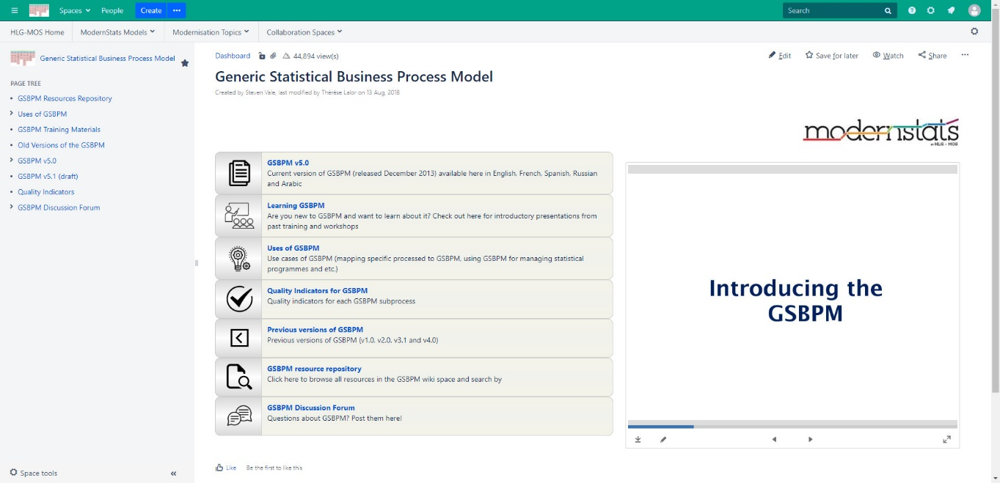 Spaces People Create ··· Search
HLG-MOS Home ModernStats Models Modernisation Topics Collaboration Spaces
Generic Statistical Business Process Model
PAGE TREE
GSBPM Resources Repository
Uses of GSBPM
GSBPM Training Materials
Old Versions of the GSBPM
GSBPM v5.0
GSBPM v5.1 (draft)
Quality Indicators
GSBPM Discussion Forum
Space tools
Dashboard 44,894 view(s)
Edit Save for later Watch Share ···
Generic Statistical Business Process Model
Created by Steven Vale, last modified by Thérèse Lalor on 13 Aug, 2018
modernstats
BY HLG - MOS
GSBPM v5.0
Current version of GSBPM (released December 2013) available here in English, French, Spanish, Russian
and Arabic
Learning GSBPM
Are you new to GSBPM and want to learn about it? Check out here for introductory presentations from
past training and workshops
Uses of GSBPM
Use cases of GSBPM (mapping specific processed to GSBPM, using GSBPM for managing statistical
programmes and etc.)
Quality Indicators for GSBPM
Quality indicators for each GSBPM subprocess
Previous versions of GSBPM
Previous versions of GSBPM (v1.0, v2.0, v3.1 and v4.0)
GSBPM resource repository
Click here to browse all resources in the GSBPM wiki space and search by
GSBPM Discussion Forum
Questions about GSBPM? Post them here!
Introducing the
GSBPM
Like Be the first to like this